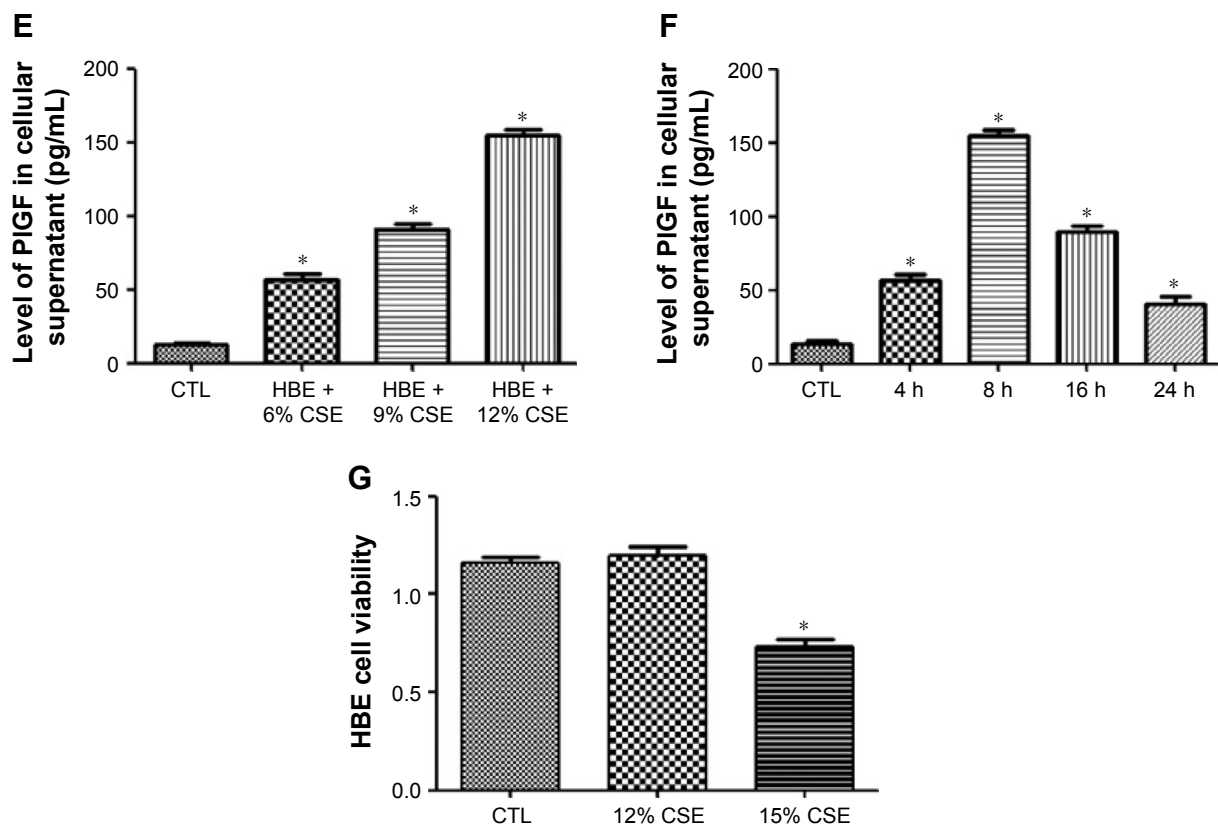 E
Level of PIGF in cellular
supernatant (pg/mL)
200
150
100
50
0
*
*
*
CTL
HBE +
6% CSE
HBE +
9% CSE
HBE +
12% CSE
F
Level of PIGF in cellular
supernatant (pg/mL)
200
150
100
50
0
*
*
*
*
CTL
4 h
8 h
16 h
24 h
G
HBE cell viability
1.5
1.0
0.5
0.0
*
CTL
12% CSE
15% CSE